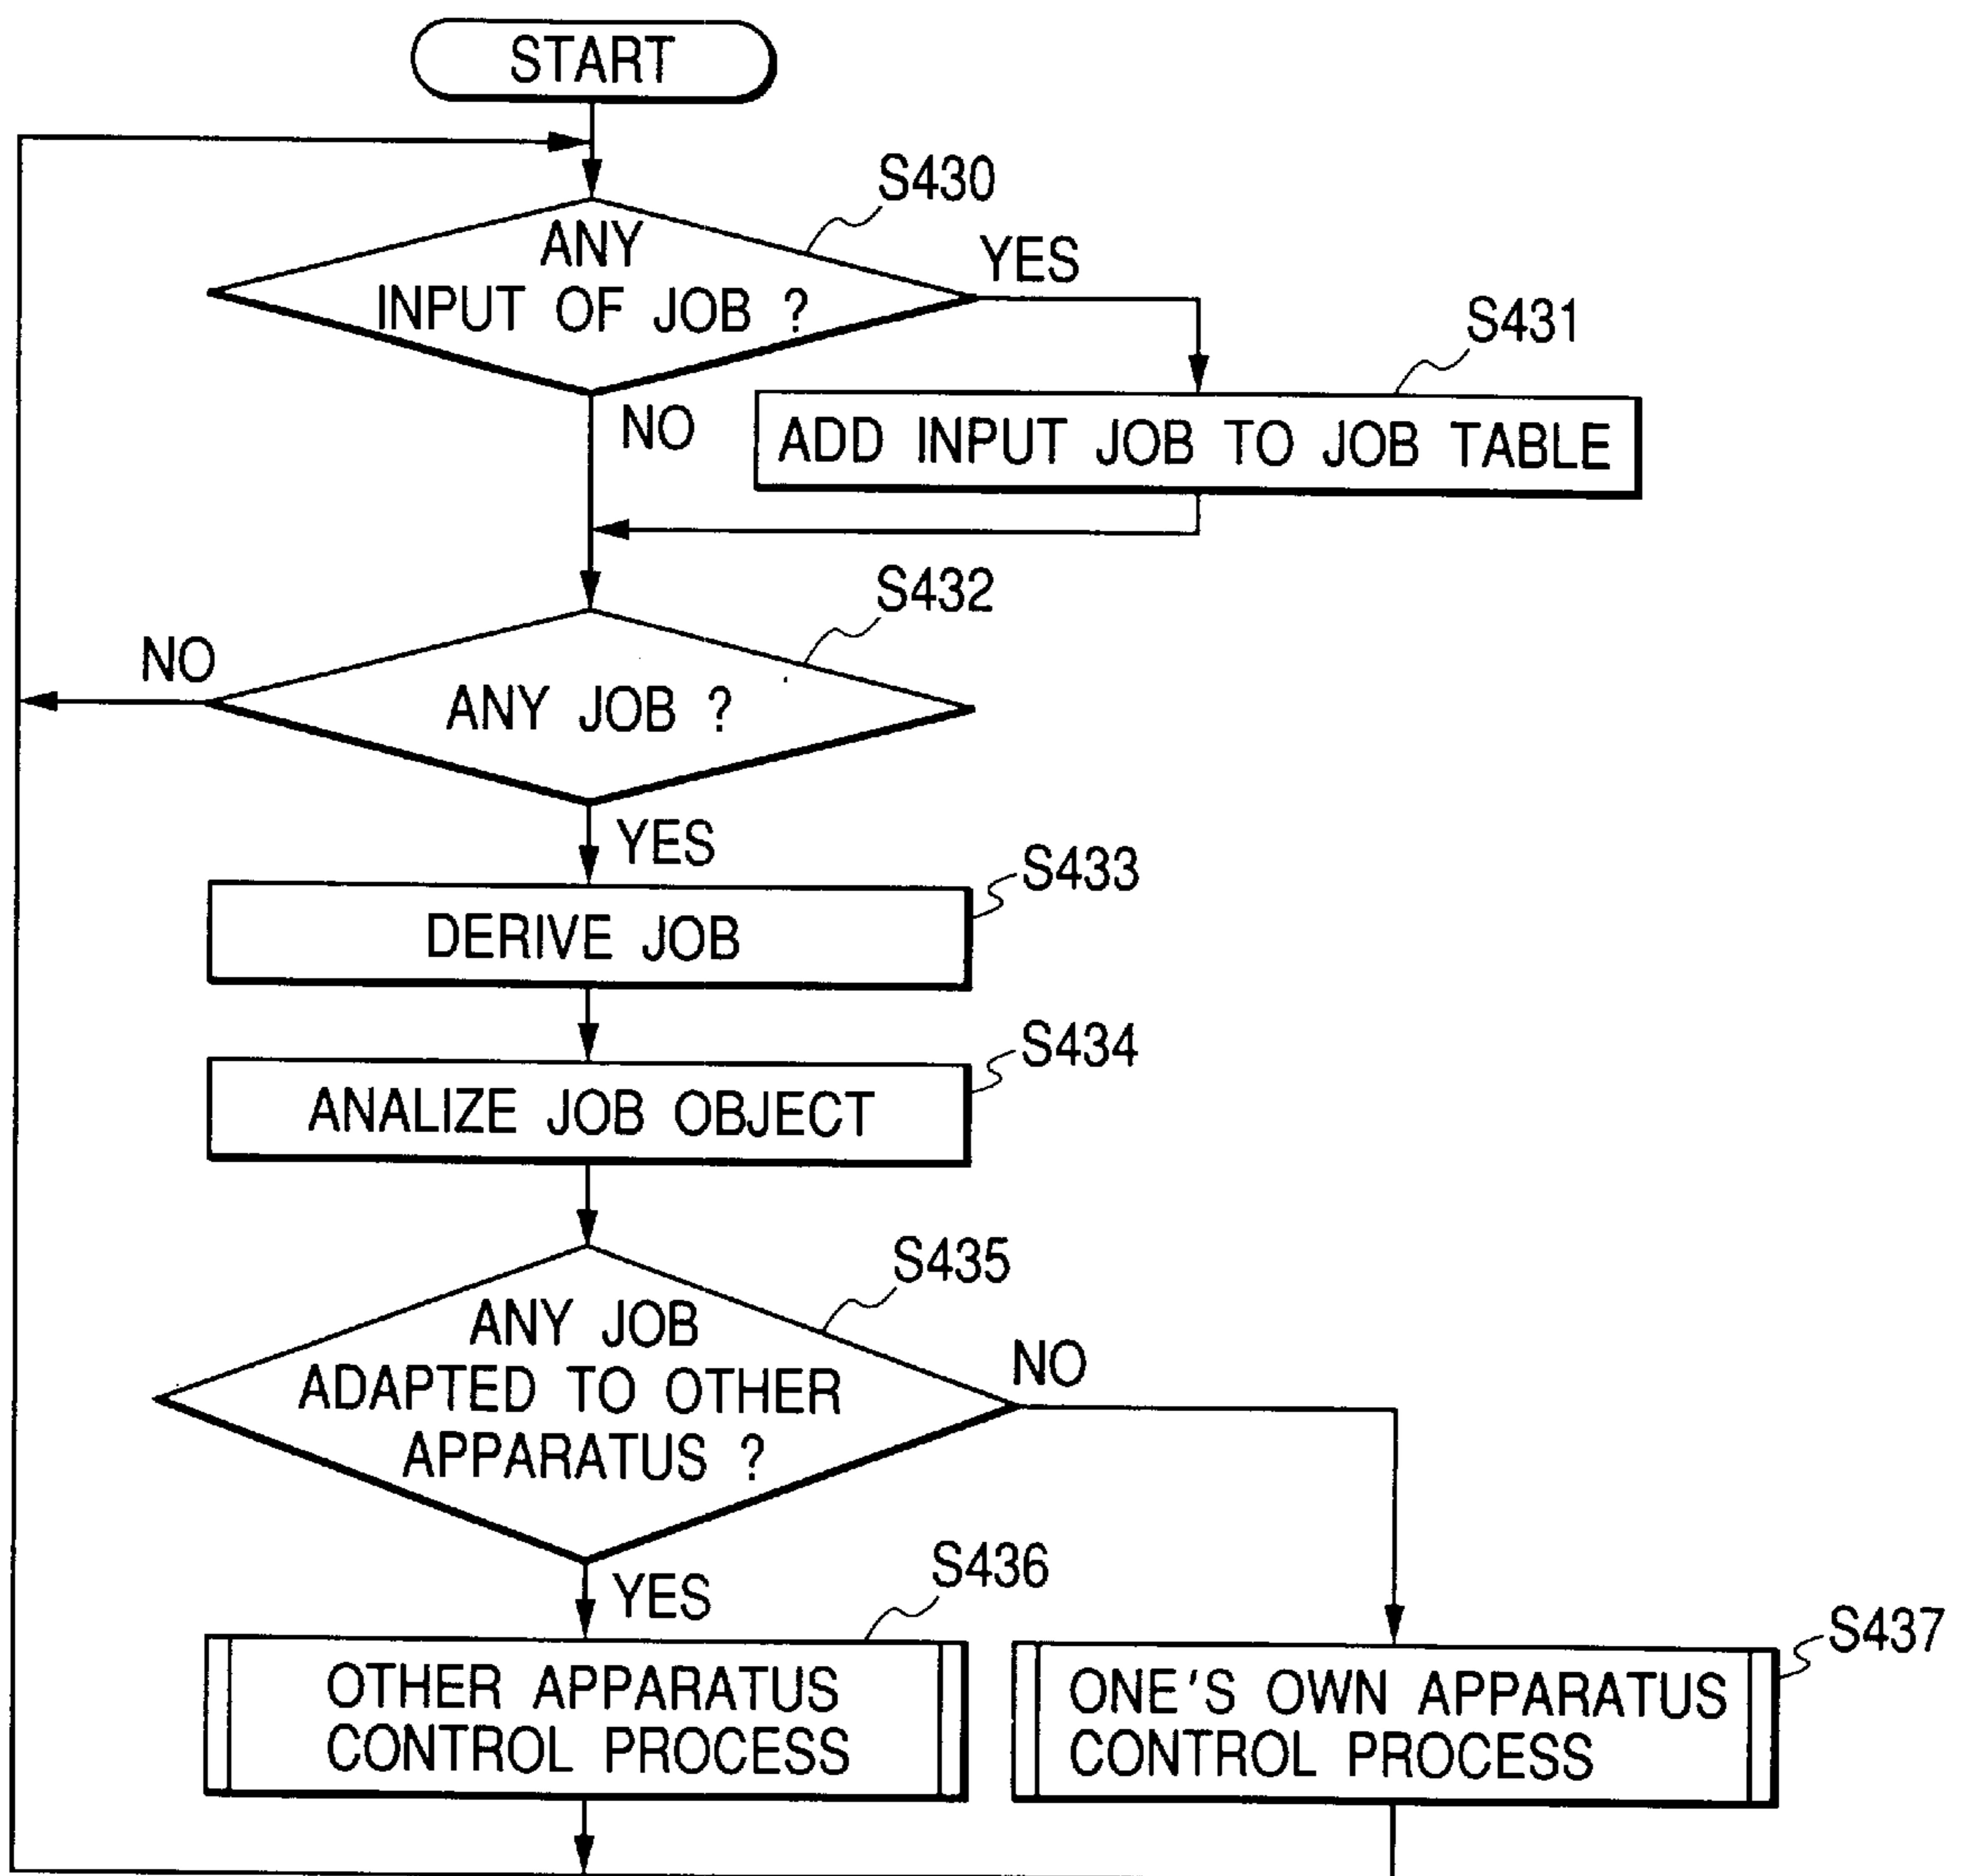 START
S430
ANY
INPUT OF JOB ?
YES
S431
NO
ADD INPUT JOB TO JOB TABLE
S432
NO
ANY JOB ?
YES
S433
DERIVE JOB
S434
ANALIZE JOB OBJECT
S435
ANY JOB
ADAPTED TO OTHER
APPARATUS ?
NO
S436
YES
S437
OTHER APPARATUS
CONTROL PROCESS
ONE'S OWN APPARATUS
CONTROL PROCESS